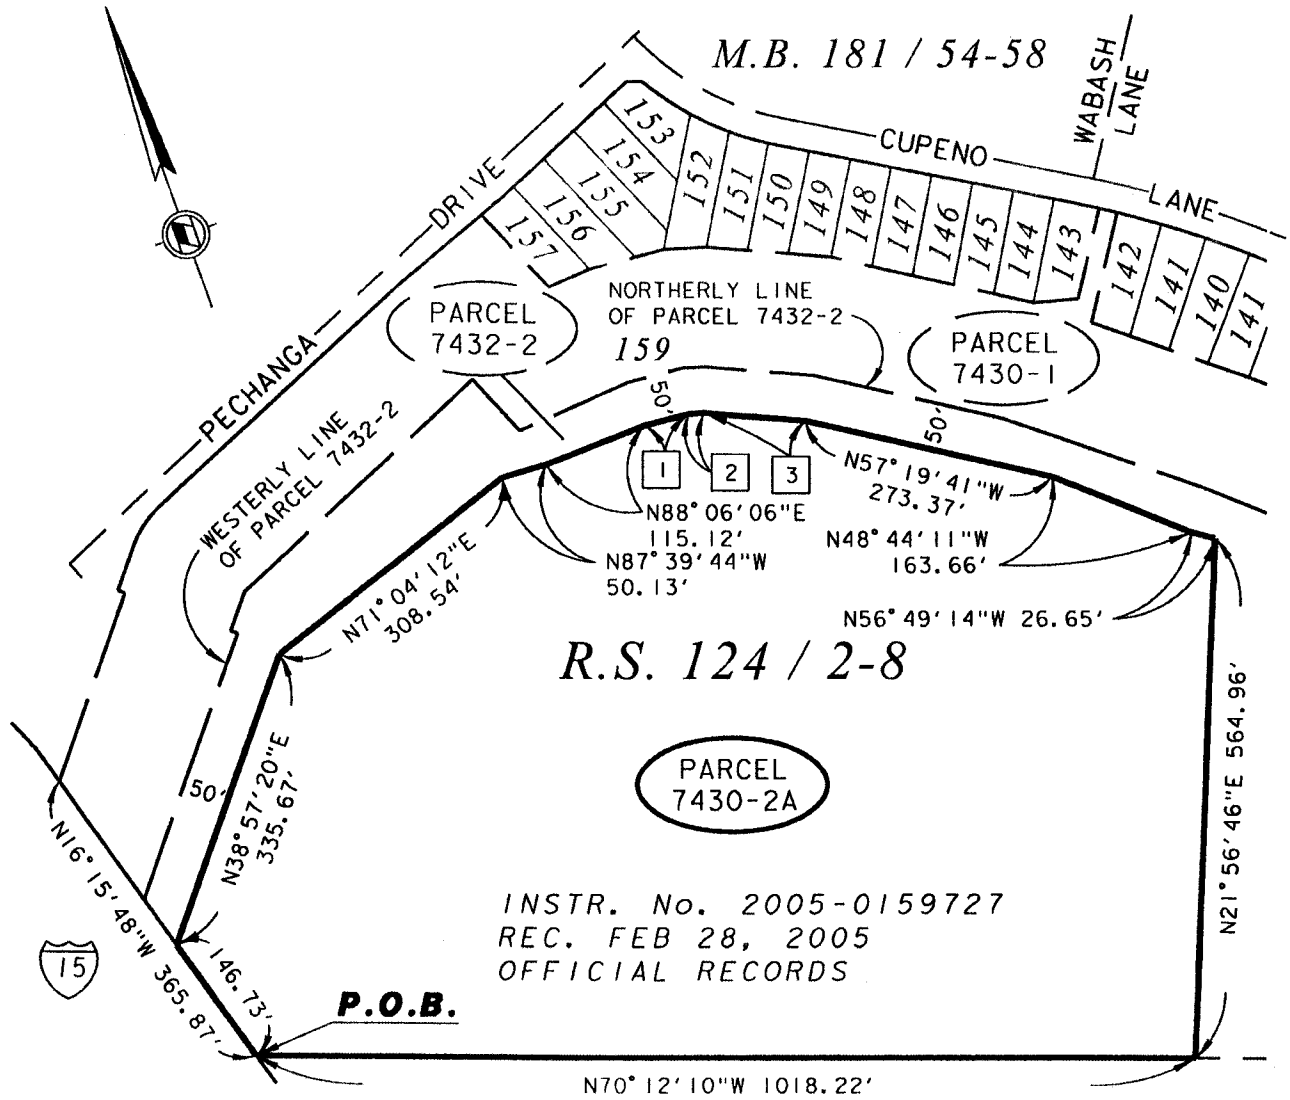 M.B. 181 / 54-58
WABASH
LANE
CUPENO
LANE
DRIVE
PECHANGA
153
154
155
156
157
152
151
150
149
148
147
146
145
144
143
142
141
140
141
PARCEL
7432-2
NORTHERLY LINE
OF PARCEL 7432-2
159
PARCEL
7430-1
WESTERLY LINE
OF PARCEL 7432-2
50'
50'
1
2
3
N57°19'41"W
273.37'
N88°06'06"E
115.12'
N87°39'44"W
50.13'
N48°44'11"W
163.66'
N56°49'14"W 26.65'
N71°04'12"E
308.54'
R.S. 124 / 2-8
N21°56'46"E 564.96'
PARCEL
7430-2A
50'
N38°57'20"E
335.67'
N16°15'48"W 365.87'
146.73'
15
INSTR. No. 2005-0159727
REC. FEB 28, 2005
OFFICIAL RECORDS
P.O.B.
N70°12'10"W 1018.22'